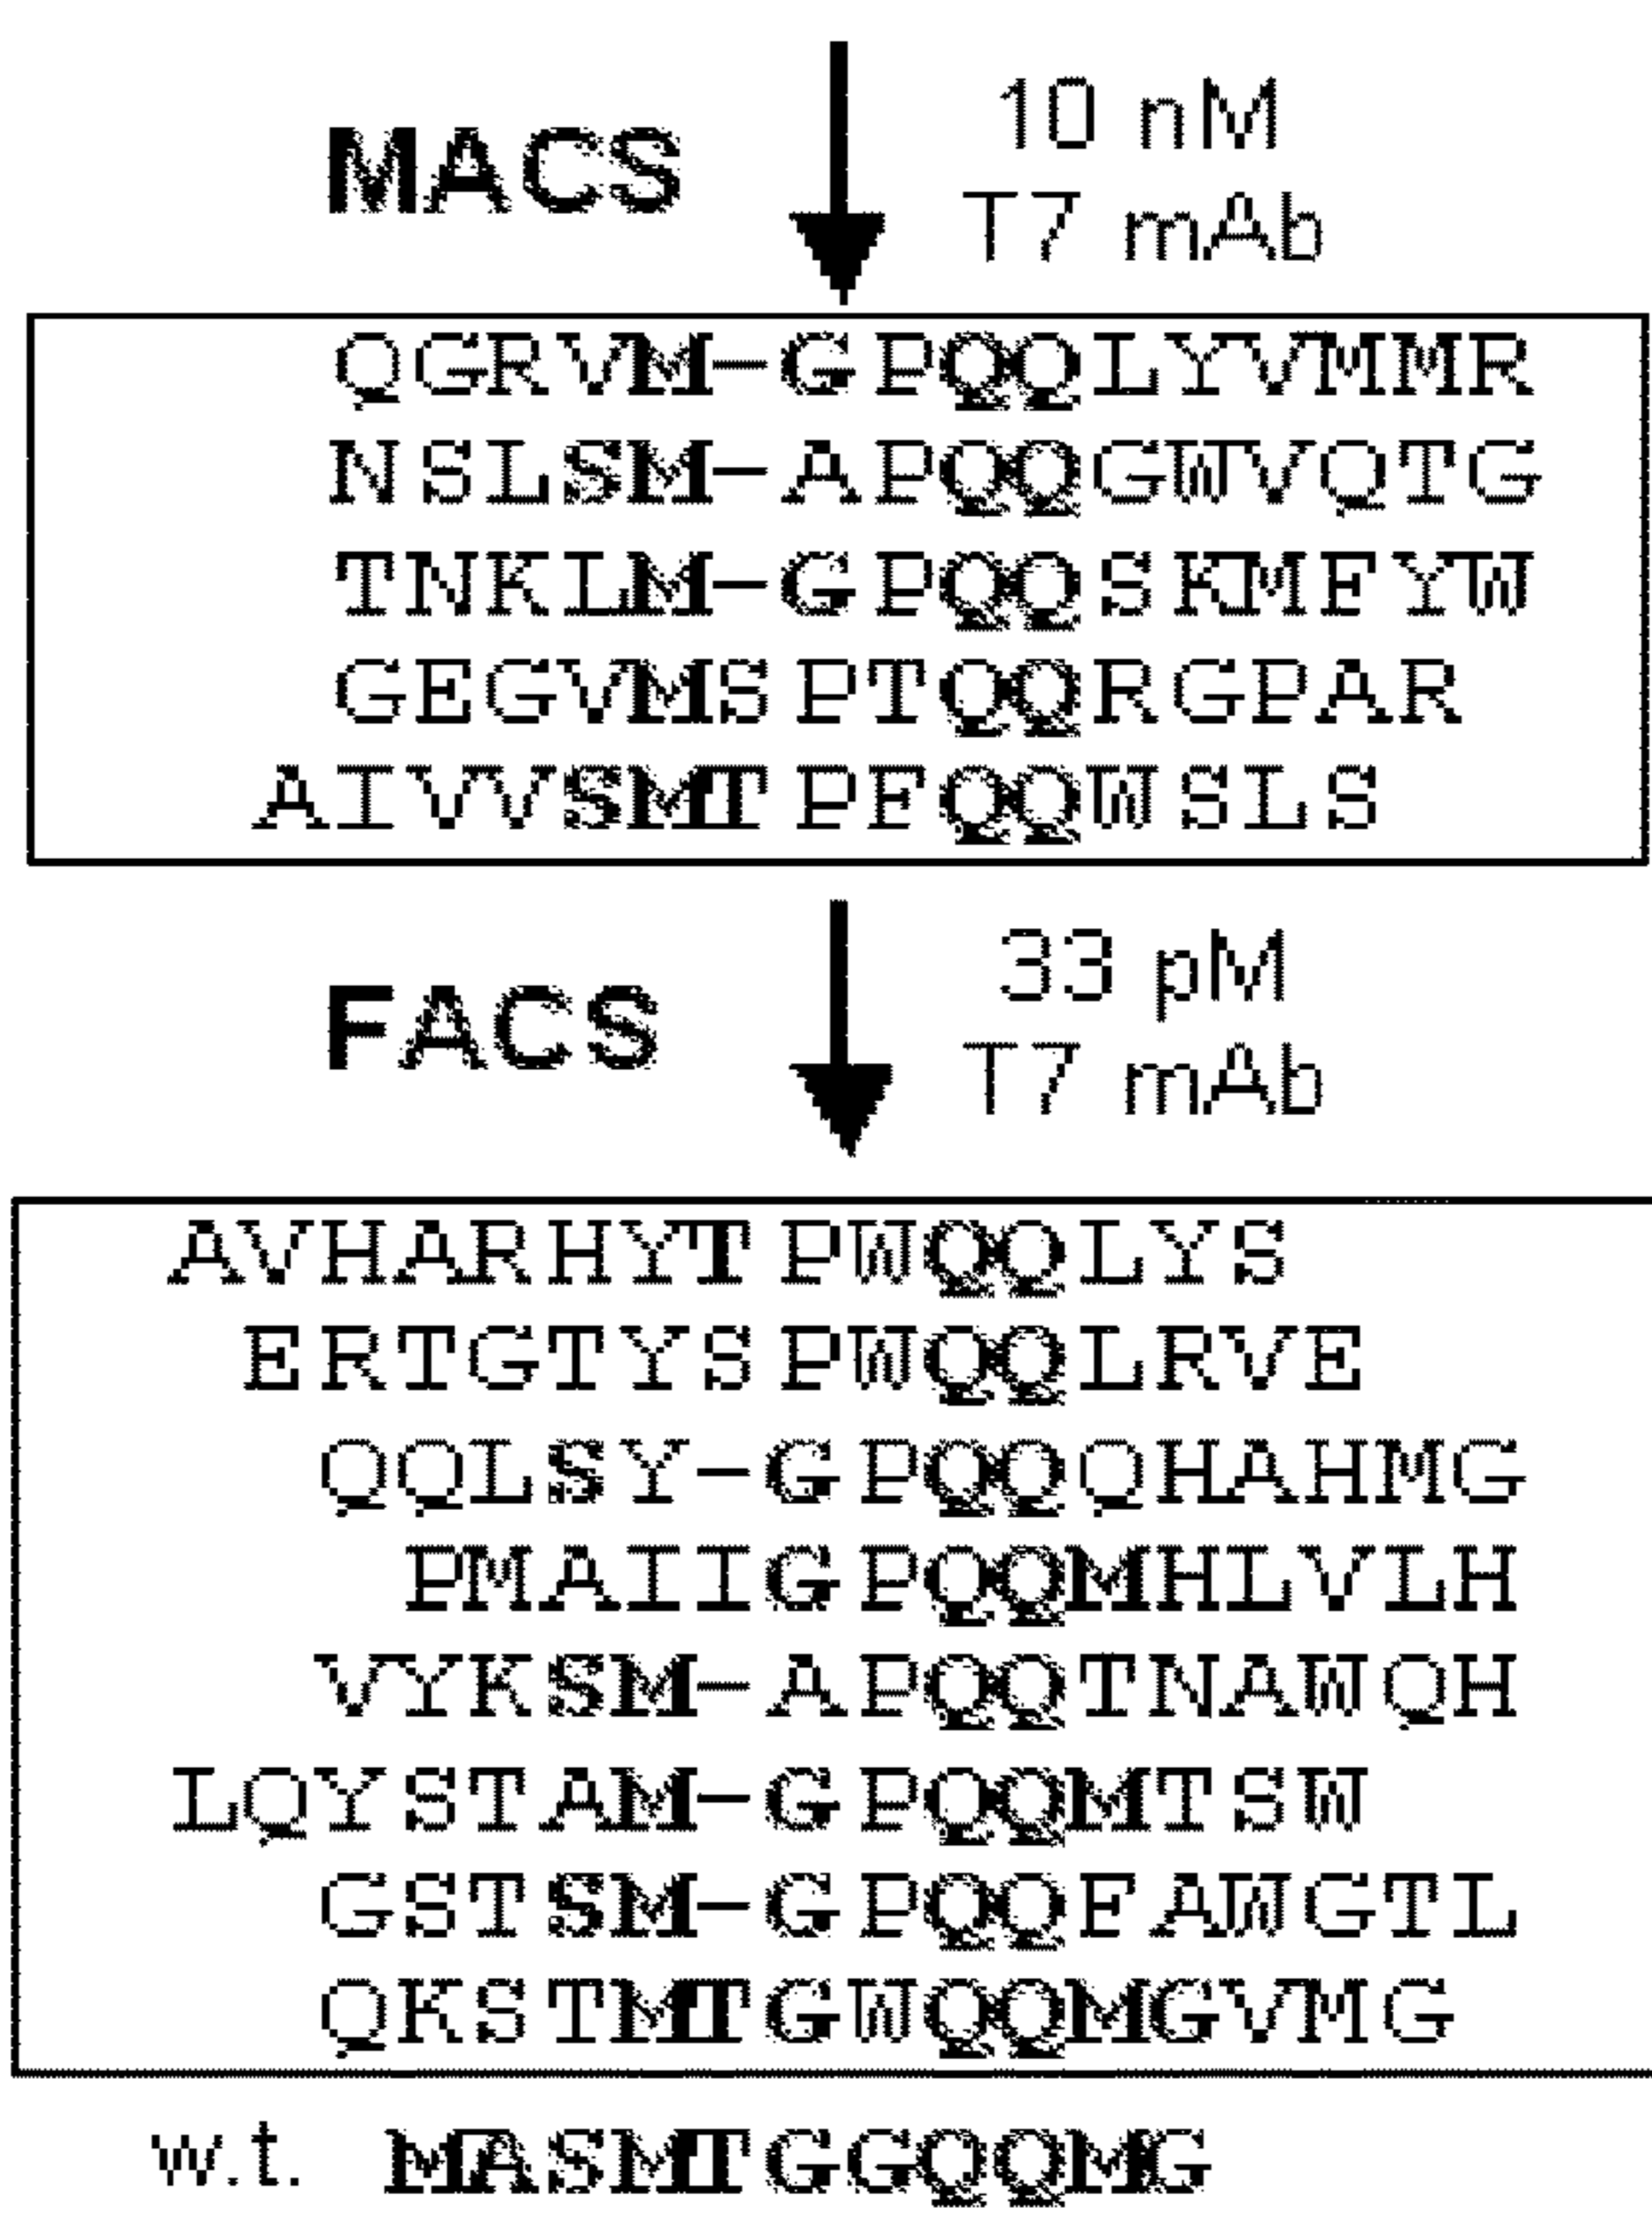 10 nM
MACS
T7 mAb
QGRVM-GPQQLYVMMR
NSLSM-APQQGWVQTG
TNKLM-GPQQSKMFYW
GEGVMSPTQQRGPAR
AIVVSMTPFQQWSLS
33 pM
FACS
T7 mAb
AVHARHYTPWQQLYS
ERTGTYSPWQQLRVE
QQLSY-GPQQQHAHMG
PMAIIGPQQMHLVLH
VYKSM-APQQTNAWQH
LQYSTAM-GPQQMTSW
GSTSM-GPQQFAWGTL
QKSTMTGWQQMGVMG
w.t. MASMTGGQQMG